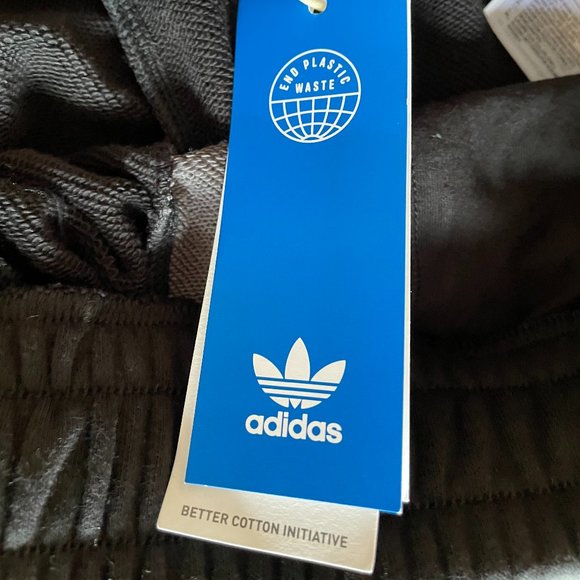 END PLASTIC
WASTE
adidas
BETTER COTTON INITIATIVE